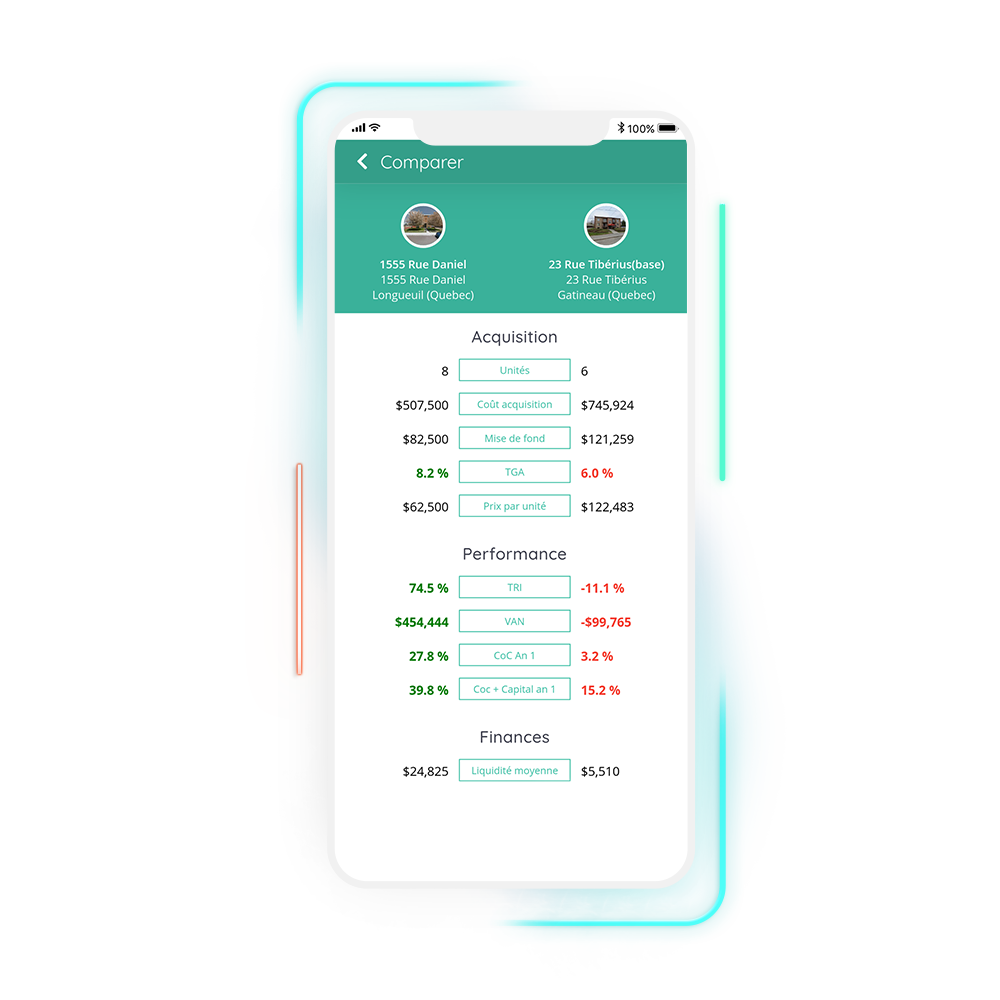 100%
Comparer
1555 Rue Daniel
1555 Rue Daniel
Longueuil (Quebec)
23 Rue Tibérius(base)
23 Rue Tibérius
Gatineau (Quebec)
Acquisition
8 Unités 6
$507,500 Coût acquisition $745,924
$82,500 Mise de fond $121,259
8.2 % TGA 6.0 %
$62,500 Prix par unité $122,483
Performance
74.5 % TRI -11.1 %
$454,444 VAN -$99,765
27.8 % CoC An 1 3.2 %
39.8 % Coc + Capital an 1 15.2 %
Finances
$24,825 Liquidité moyenne $5,510